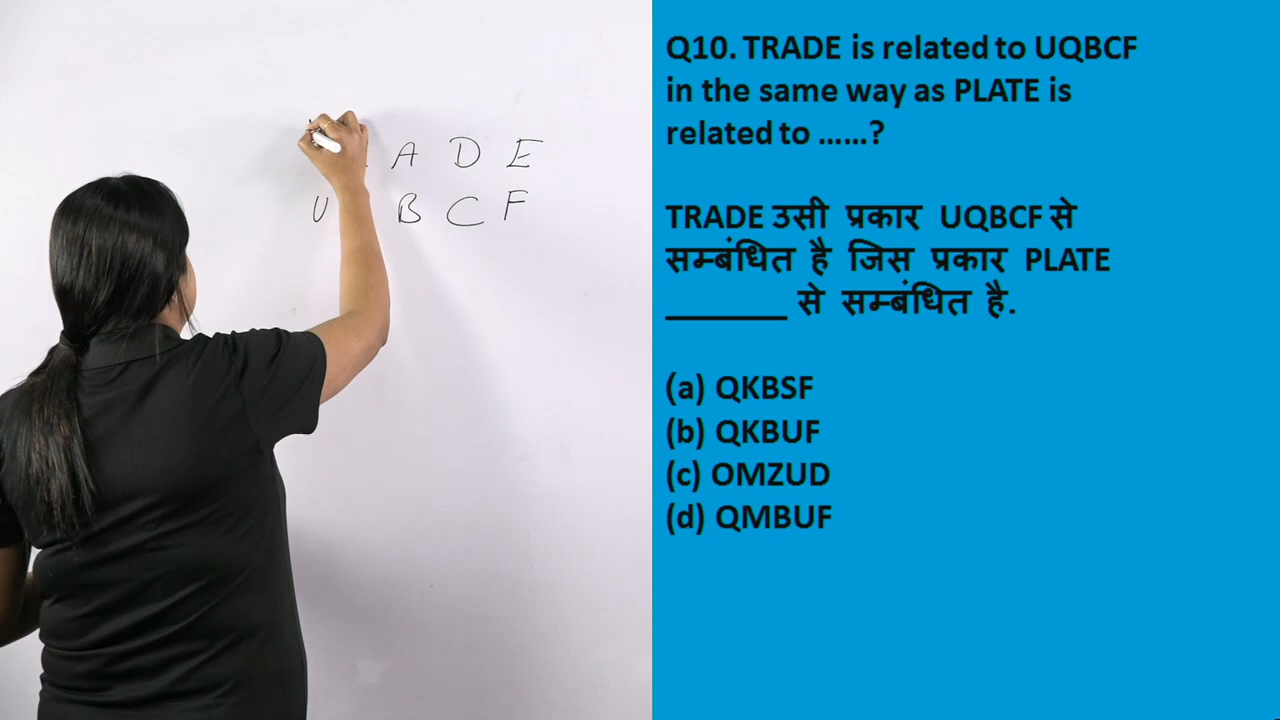 A D E
U B C F
Q10. TRADE is related to UQBCF
in the same way as PLATE is
related to ......?
TRADE उसी प्रकार UQBCF से
सम्बंधित है जिस प्रकार PLATE
_______ से सम्बंधित है.
(a) QKBSF
(b) QKBUF
(c) OMZUD
(d) QMBUF